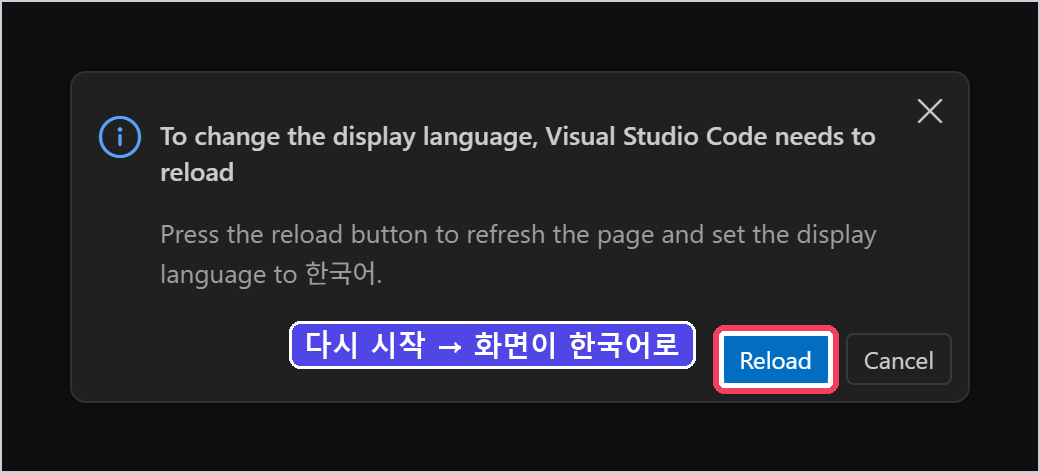 To change the display language, Visual Studio Code needs to
reload
Press the reload button to refresh the page and set the display
language to 한국어.
다시 시작 → 화면이 한국어로
Reload
Cancel